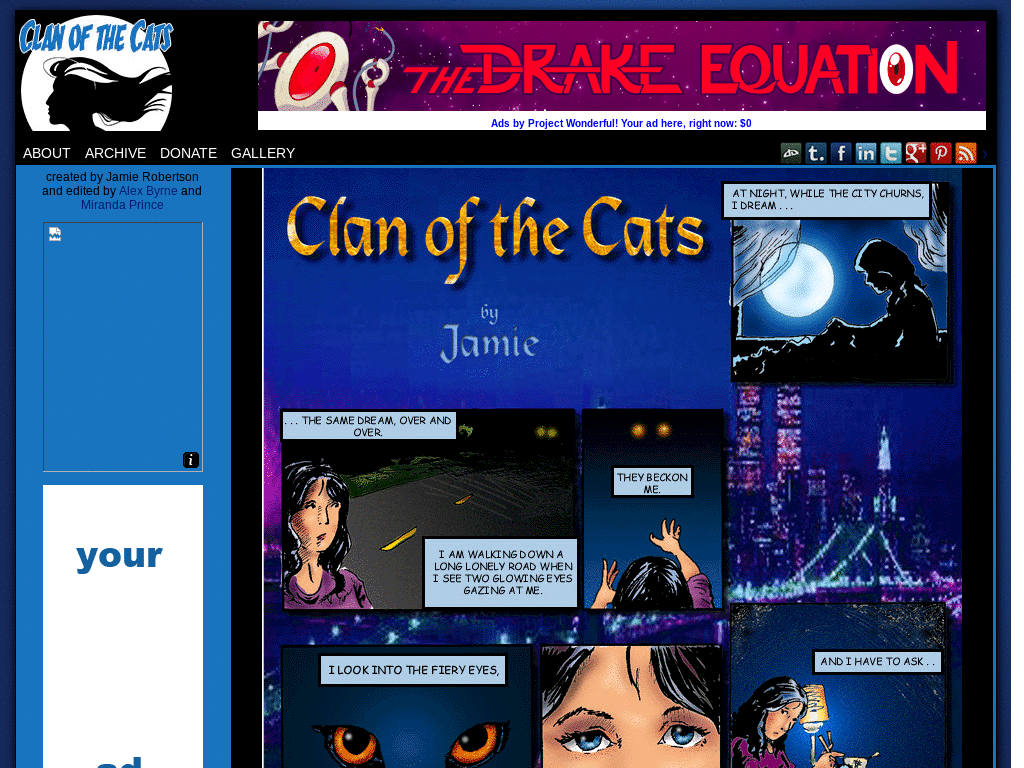 CLAN OF THE CATS
THE DRAKE EQUATION
Ads by Project Wonderful! Your ad here, right now: $0
ABOUT ARCHIVE DONATE GALLERY
created by Jamie Robertson
and edited by Alex Byrne and
Miranda Prince
your
ad
Clan of the Cats
by
Jamie
AT NIGHT, WHILE THE CITY CHURNS,
I DREAM . . .
. . . THE SAME DREAM, OVER AND
OVER.
I AM WALKING DOWN A
LONG LONELY ROAD WHEN
I SEE TWO GLOWING EYES
GAZING AT ME.
THEY BECKON
ME.
I LOOK INTO THE FIERY EYES,
AND I HAVE TO ASK . .